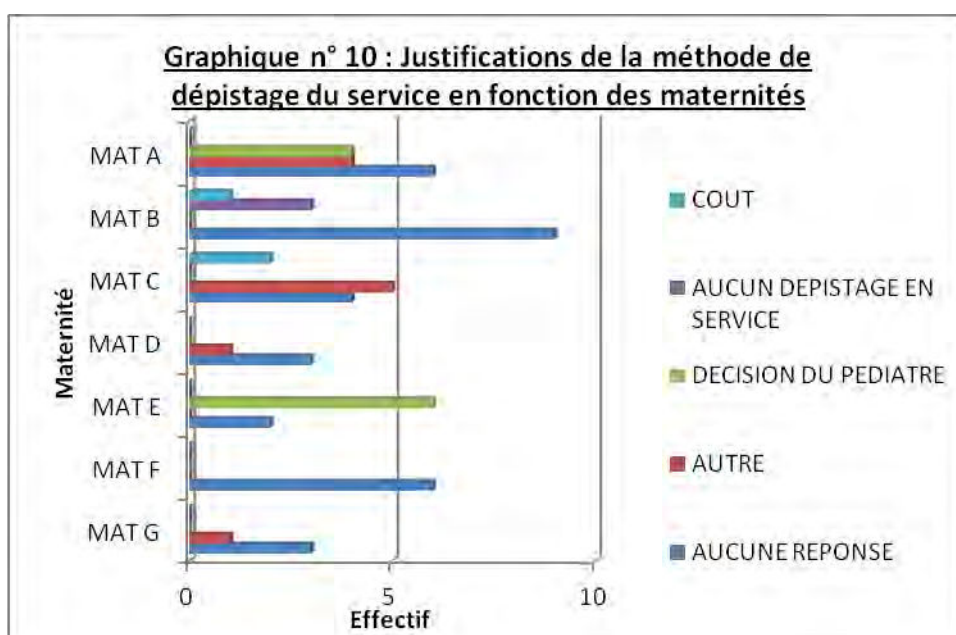 Graphique n° 10 : Justifications de la méthode de
dépistage du service en fonction des maternités
Maternité
MAT A
MAT B
MAT C
MAT D
MAT E
MAT F
MAT G
0
5
10
Effectif
COUT
AUCUN DEPISTAGE EN
SERVICE
DECISION DU PEDIATRE
AUTRE
AUCUNE REPONSE